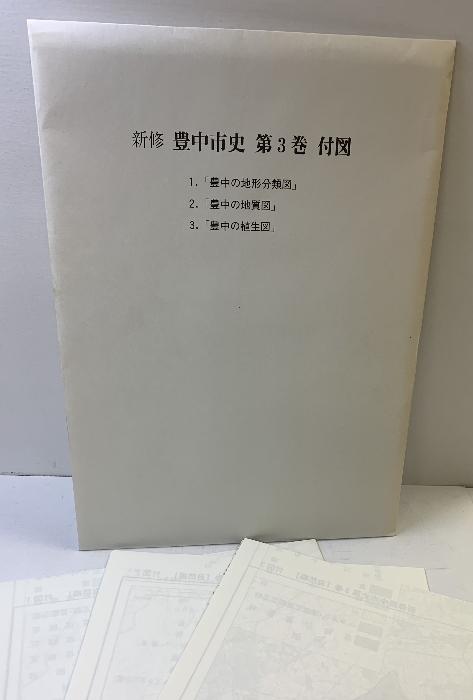 新修 豊中市史 第3巻 付図
1.「豊中の地形分類図」
2.「豊中の地質図」
3.「豊中の植生図」